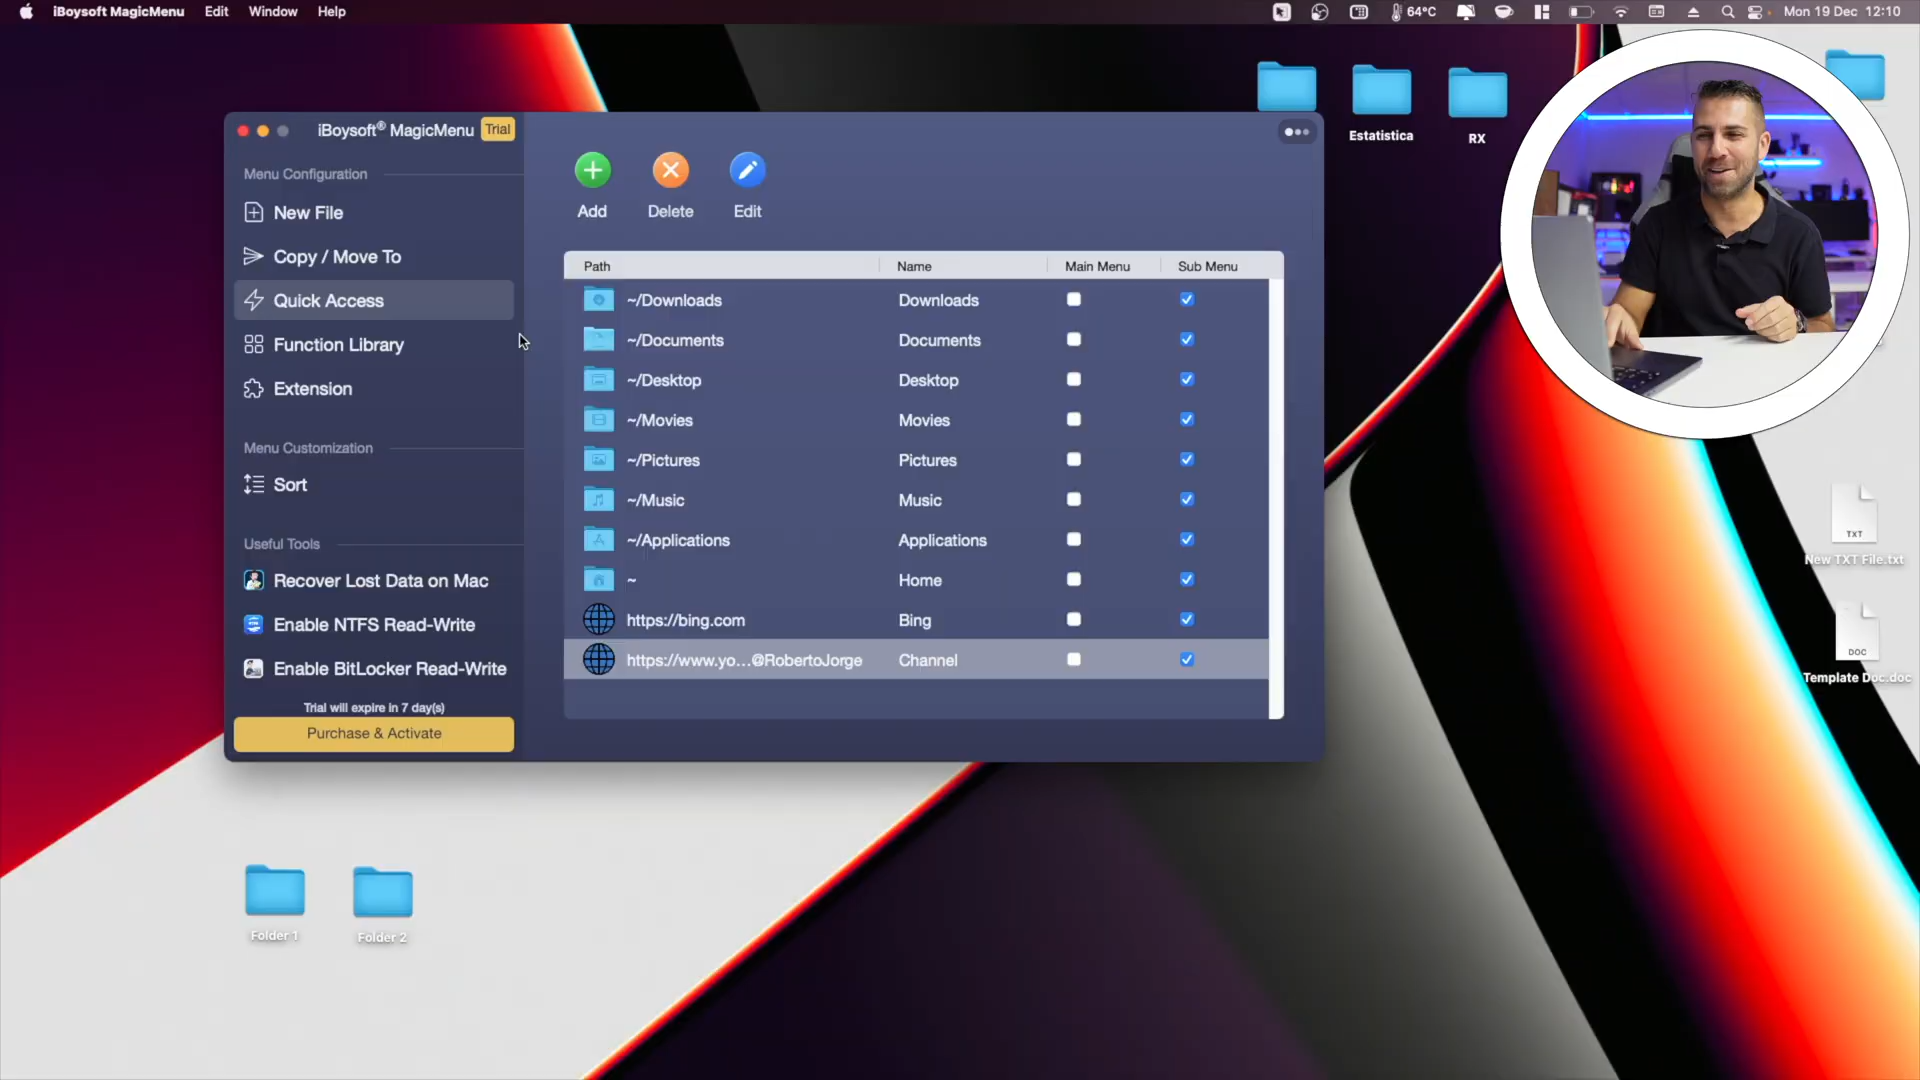 iBoysoft MagicMenu Edit Window Help
64°C Mon 19 Dec 12:10
Estatistica
RX
iBoysoft® MagicMenu Trial
Menu Configuration
New File
Copy / Move To
Quick Access
Function Library
Extension
Menu Customization
Sort
Useful Tools
Recover Lost Data on Mac
Enable NTFS Read-Write
Enable BitLocker Read-Write
Trial will expire in 7 day(s)
Purchase & Activate
Add Delete Edit
Path Name Main Menu Sub Menu
~/Downloads Downloads
~/Documents Documents
~/Desktop Desktop
~/Movies Movies
~/Pictures Pictures
~/Music Music
~/Applications Applications
~ Home
https://bing.com Bing
https://www.yo...@RobertoJorge Channel
TXT
New TXT File.txt
DOC
Template Doc.doc
Folder 1
Folder 2